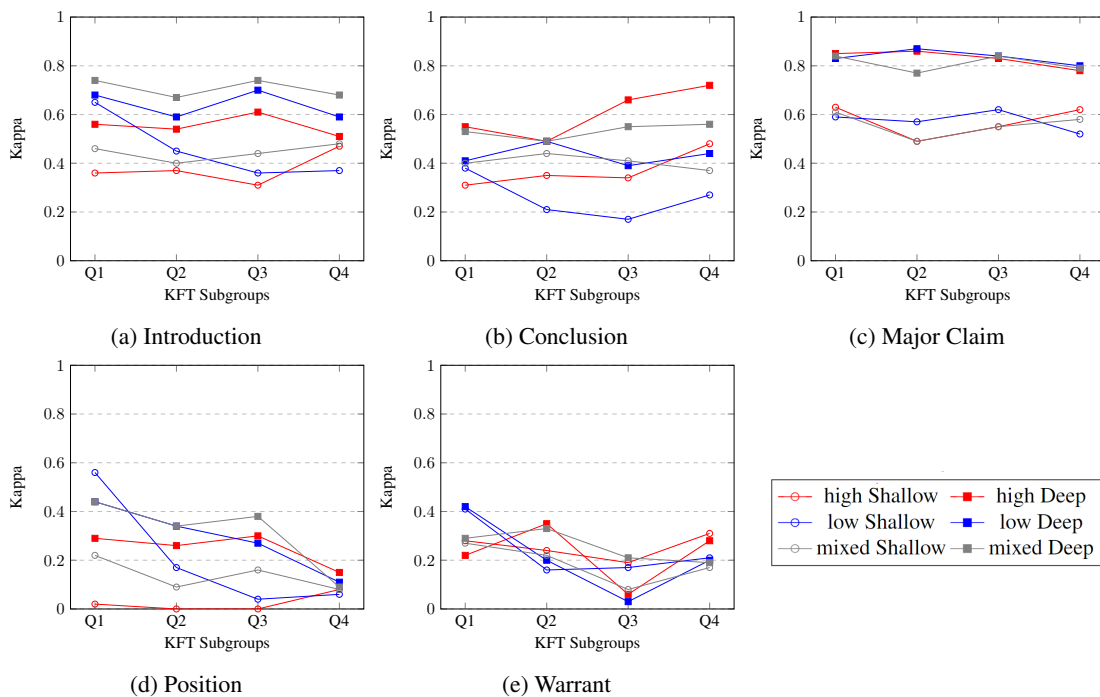 1
0.8
0.6
0.4
0.2
0
Kappa
Q1 Q2 Q3 Q4
KFT Subgroups
(a) Introduction
1
0.8
0.6
0.4
0.2
0
Kappa
Q1 Q2 Q3 Q4
KFT Subgroups
(b) Conclusion
1
0.8
0.6
0.4
0.2
0
Kappa
Q1 Q2 Q3 Q4
KFT Subgroups
(c) Major Claim
1
0.8
0.6
0.4
0.2
0
Kappa
Q1 Q2 Q3 Q4
KFT Subgroups
(d) Position
1
0.8
0.6
0.4
0.2
0
Kappa
Q1 Q2 Q3 Q4
KFT Subgroups
(e) Warrant
high Shallow high Deep
low Shallow low Deep
mixed Shallow mixed Deep